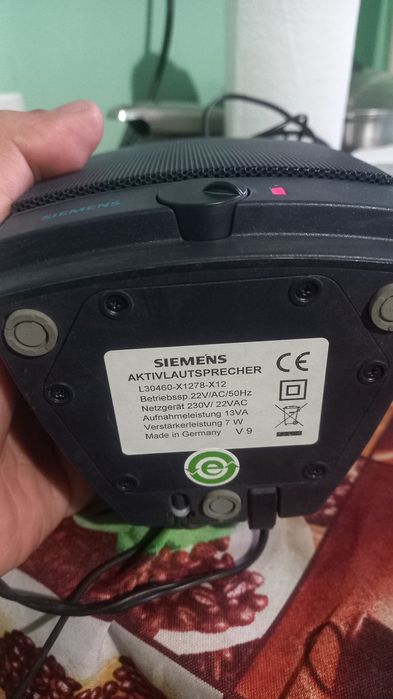 SIEMENS
SIEMENS
AKTIVLAUTSPRECHER
L30460-X1278-X12
Betriebssp.22V/AC/50Hz
Netzgerät 230V/ 22VAC
Aufnahmeleistung 13VA
Verstärkerleistung 7 W
Made in Germany V 9
CE
e